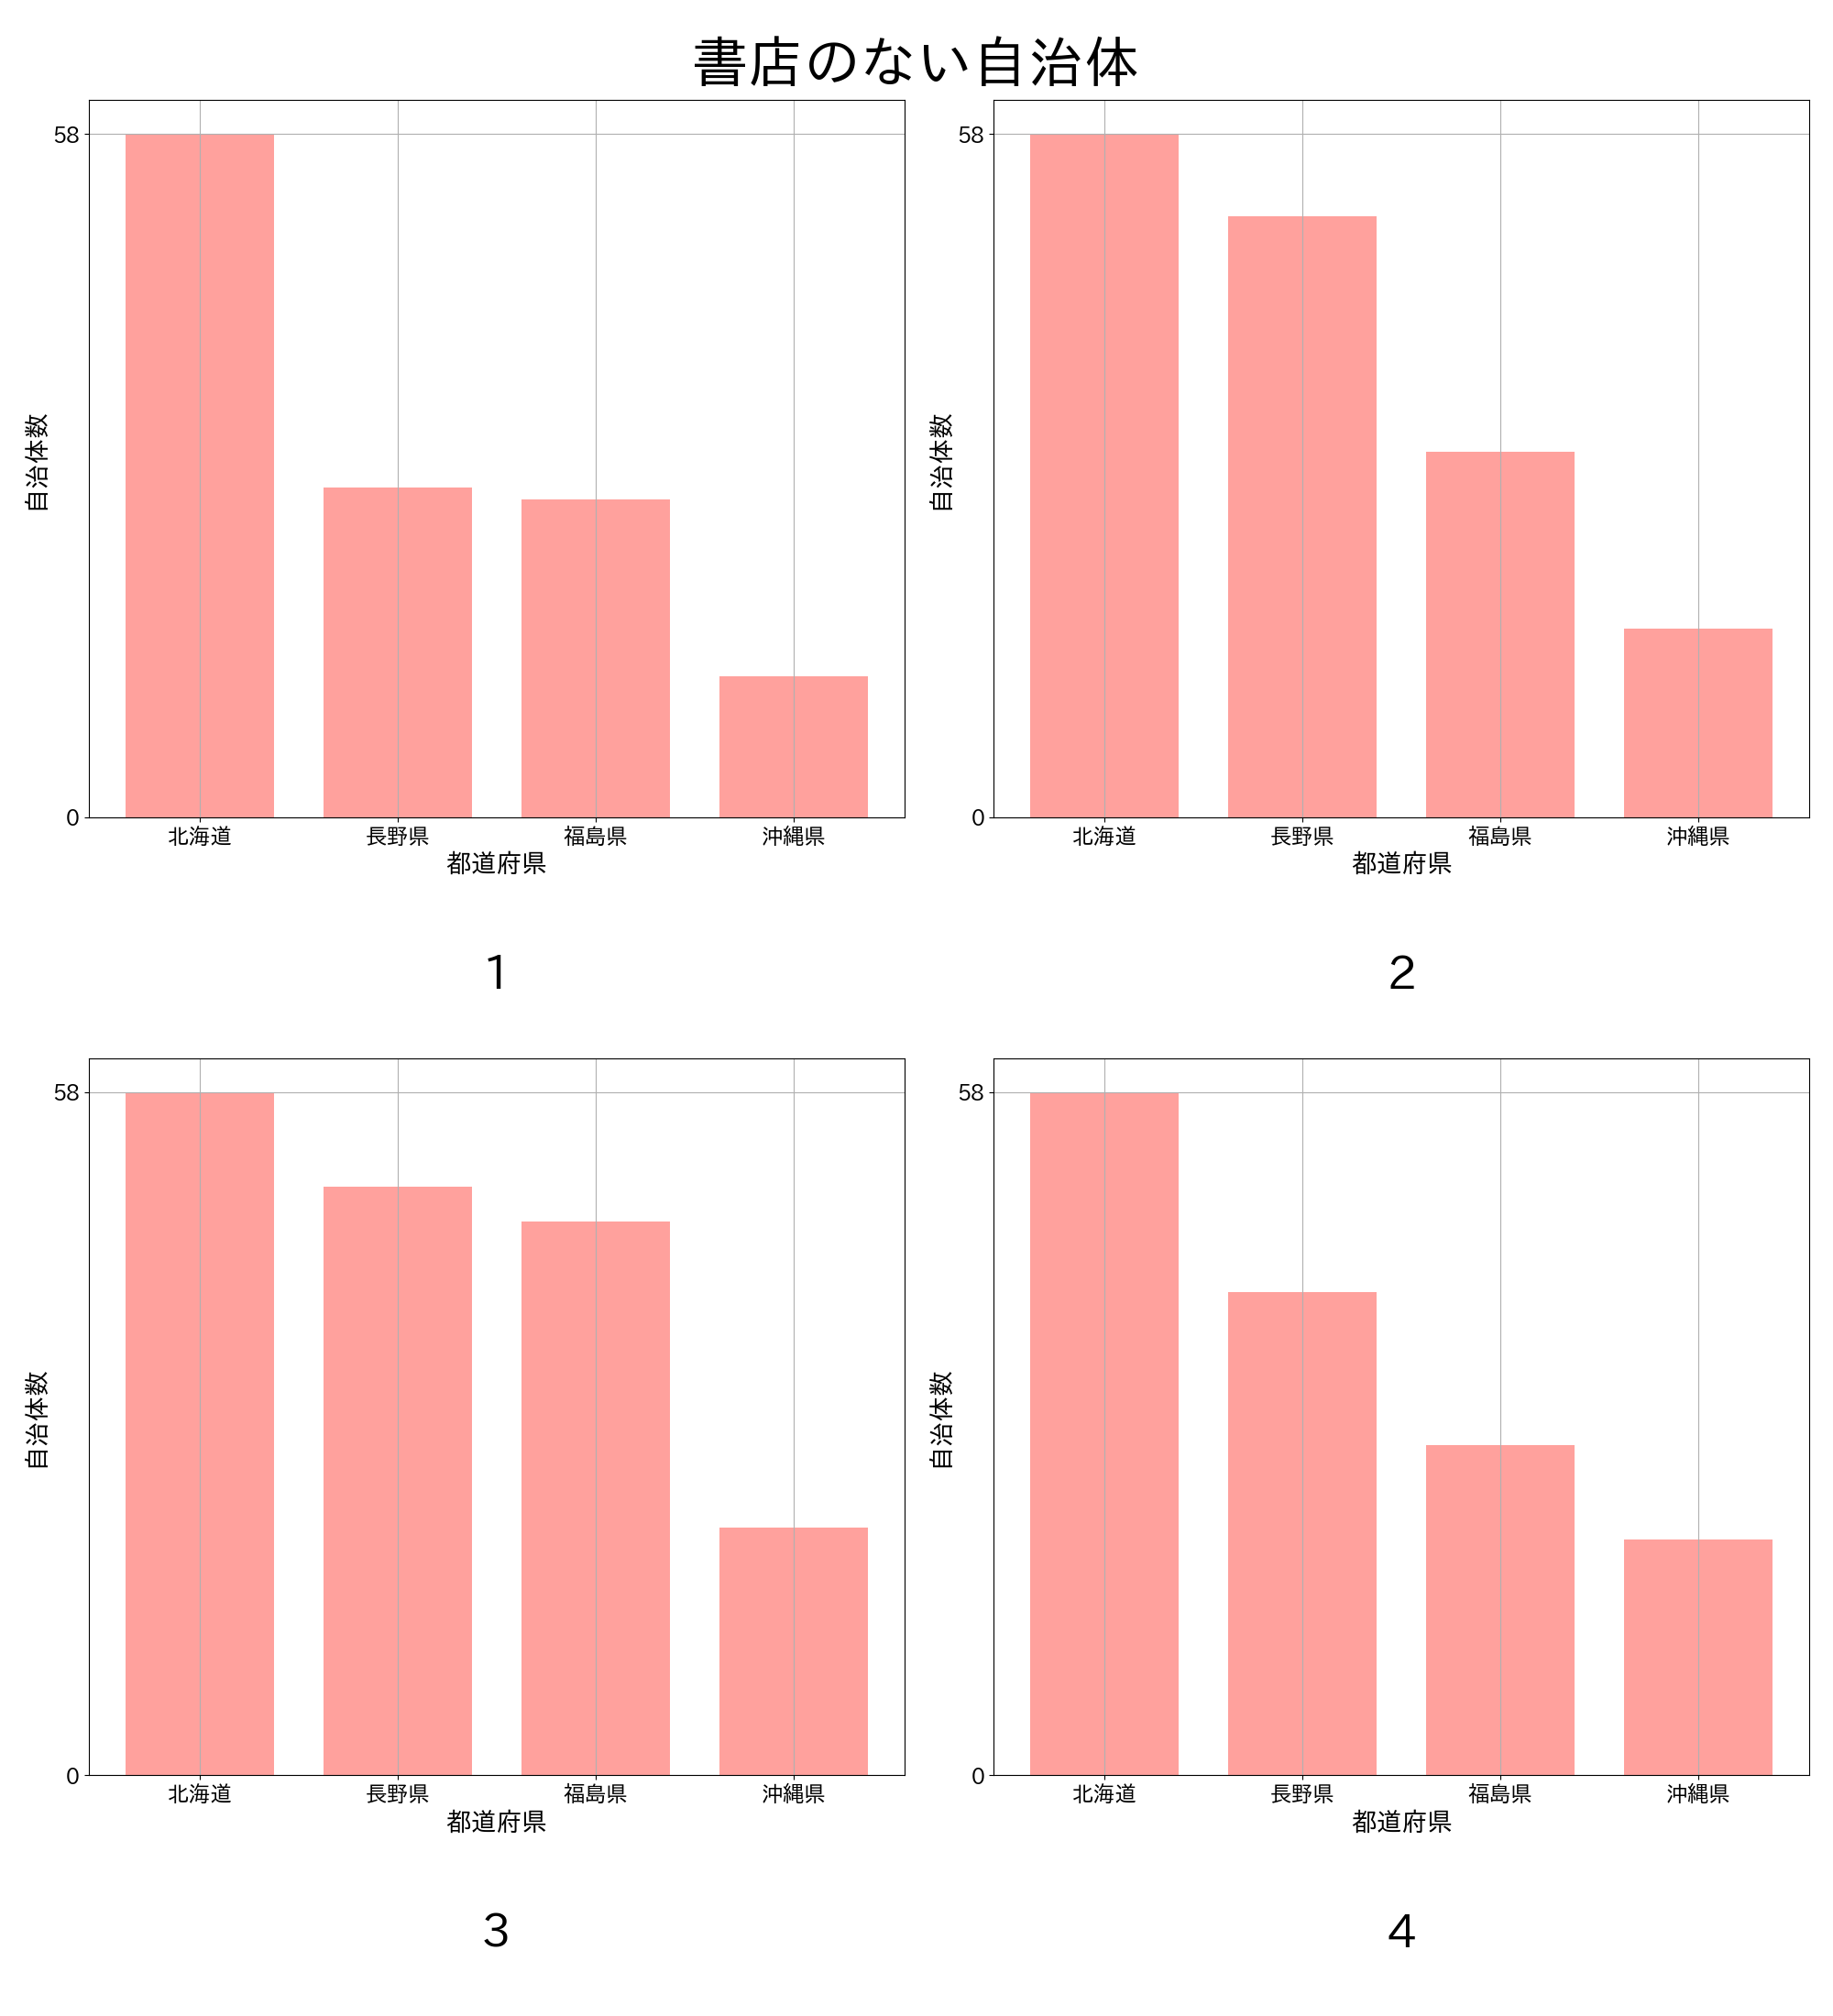 書店のない自治体
58
0
自治体数
北海道 長野県 福島県 沖縄県
都道府県
1
58
0
自治体数
北海道 長野県 福島県 沖縄県
都道府県
2
58
0
自治体数
北海道 長野県 福島県 沖縄県
都道府県
3
58
0
自治体数
北海道 長野県 福島県 沖縄県
都道府県
4